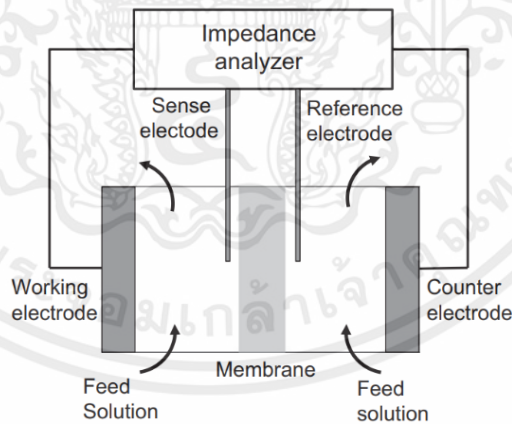 Impedance
analyzer
Sense
electode
Reference
electrode
Working
electrode
Counter
electrode
Membrane
Feed
Solution
Feed
solution